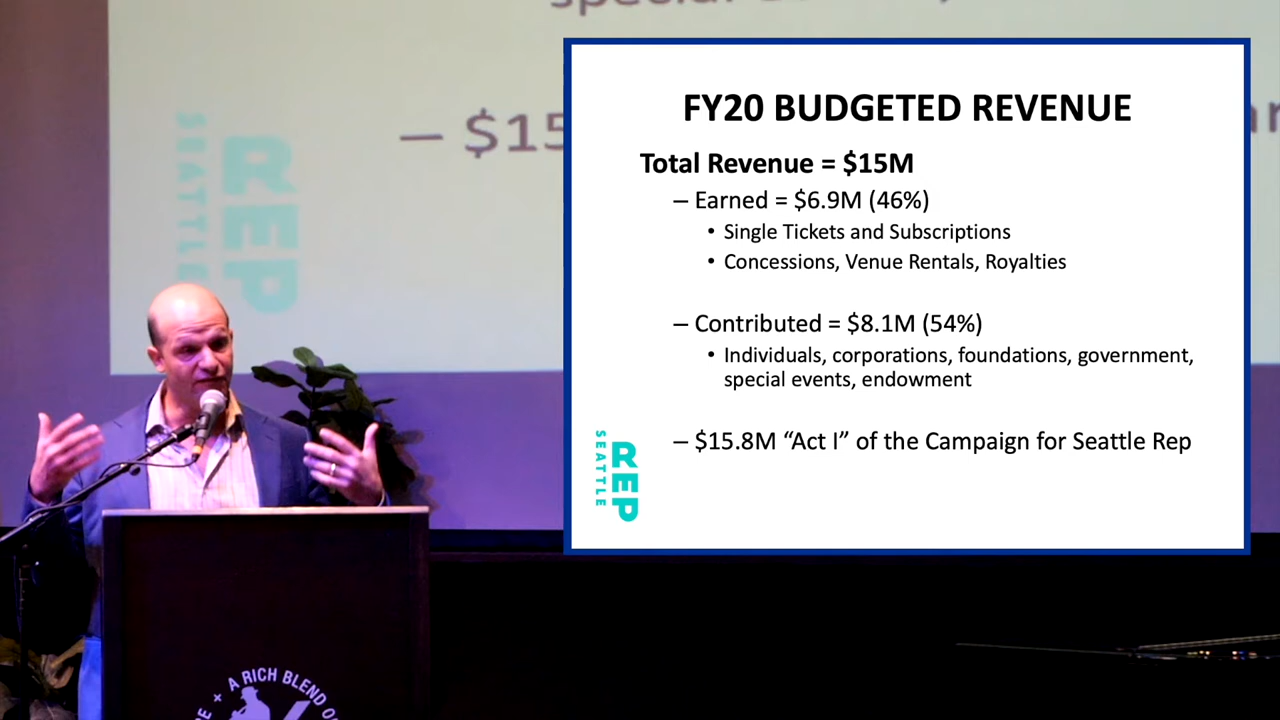 special
– $15
SEATTLE
REP
FY20 BUDGETED REVENUE
Total Revenue = $15M
– Earned = $6.9M (46%)
• Single Tickets and Subscriptions
• Concessions, Venue Rentals, Royalties
– Contributed = $8.1M (54%)
• Individuals, corporations, foundations, government,
special events, endowment
– $15.8M “Act I” of the Campaign for Seattle Rep
SEATTLE
REP
+ A RICH BLEND